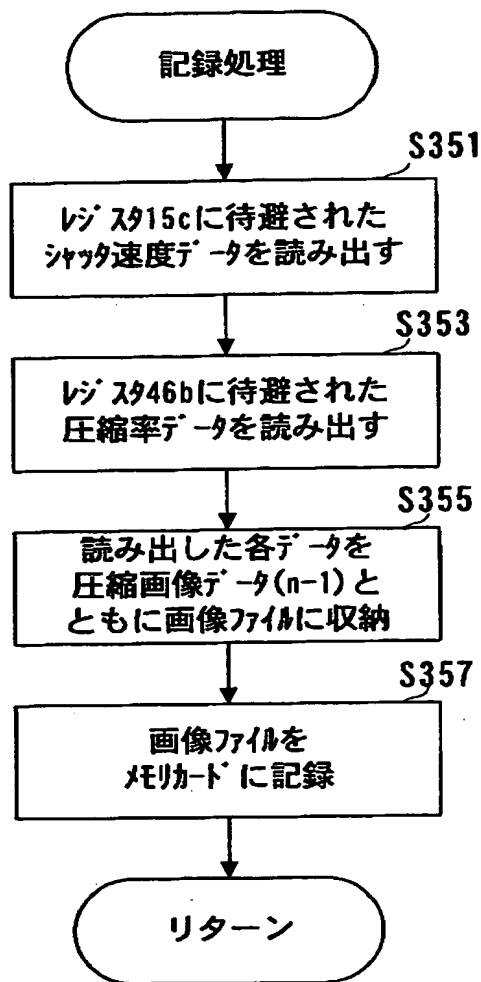 記録処理
S351
ﾚｼﾞｽﾀ15cに待避された
ｼｬｯﾀ速度ﾃﾞｰﾀを読み出す
S353
ﾚｼﾞｽﾀ46bに待避された
圧縮率ﾃﾞｰﾀを読み出す
S355
読み出した各ﾃﾞｰﾀを
圧縮画像ﾃﾞｰﾀ(n-1)と
ともに画像ﾌｧｲﾙに収納
S357
画像ﾌｧｲﾙを
ﾒﾓﾘｶｰﾄﾞに記録
リターン